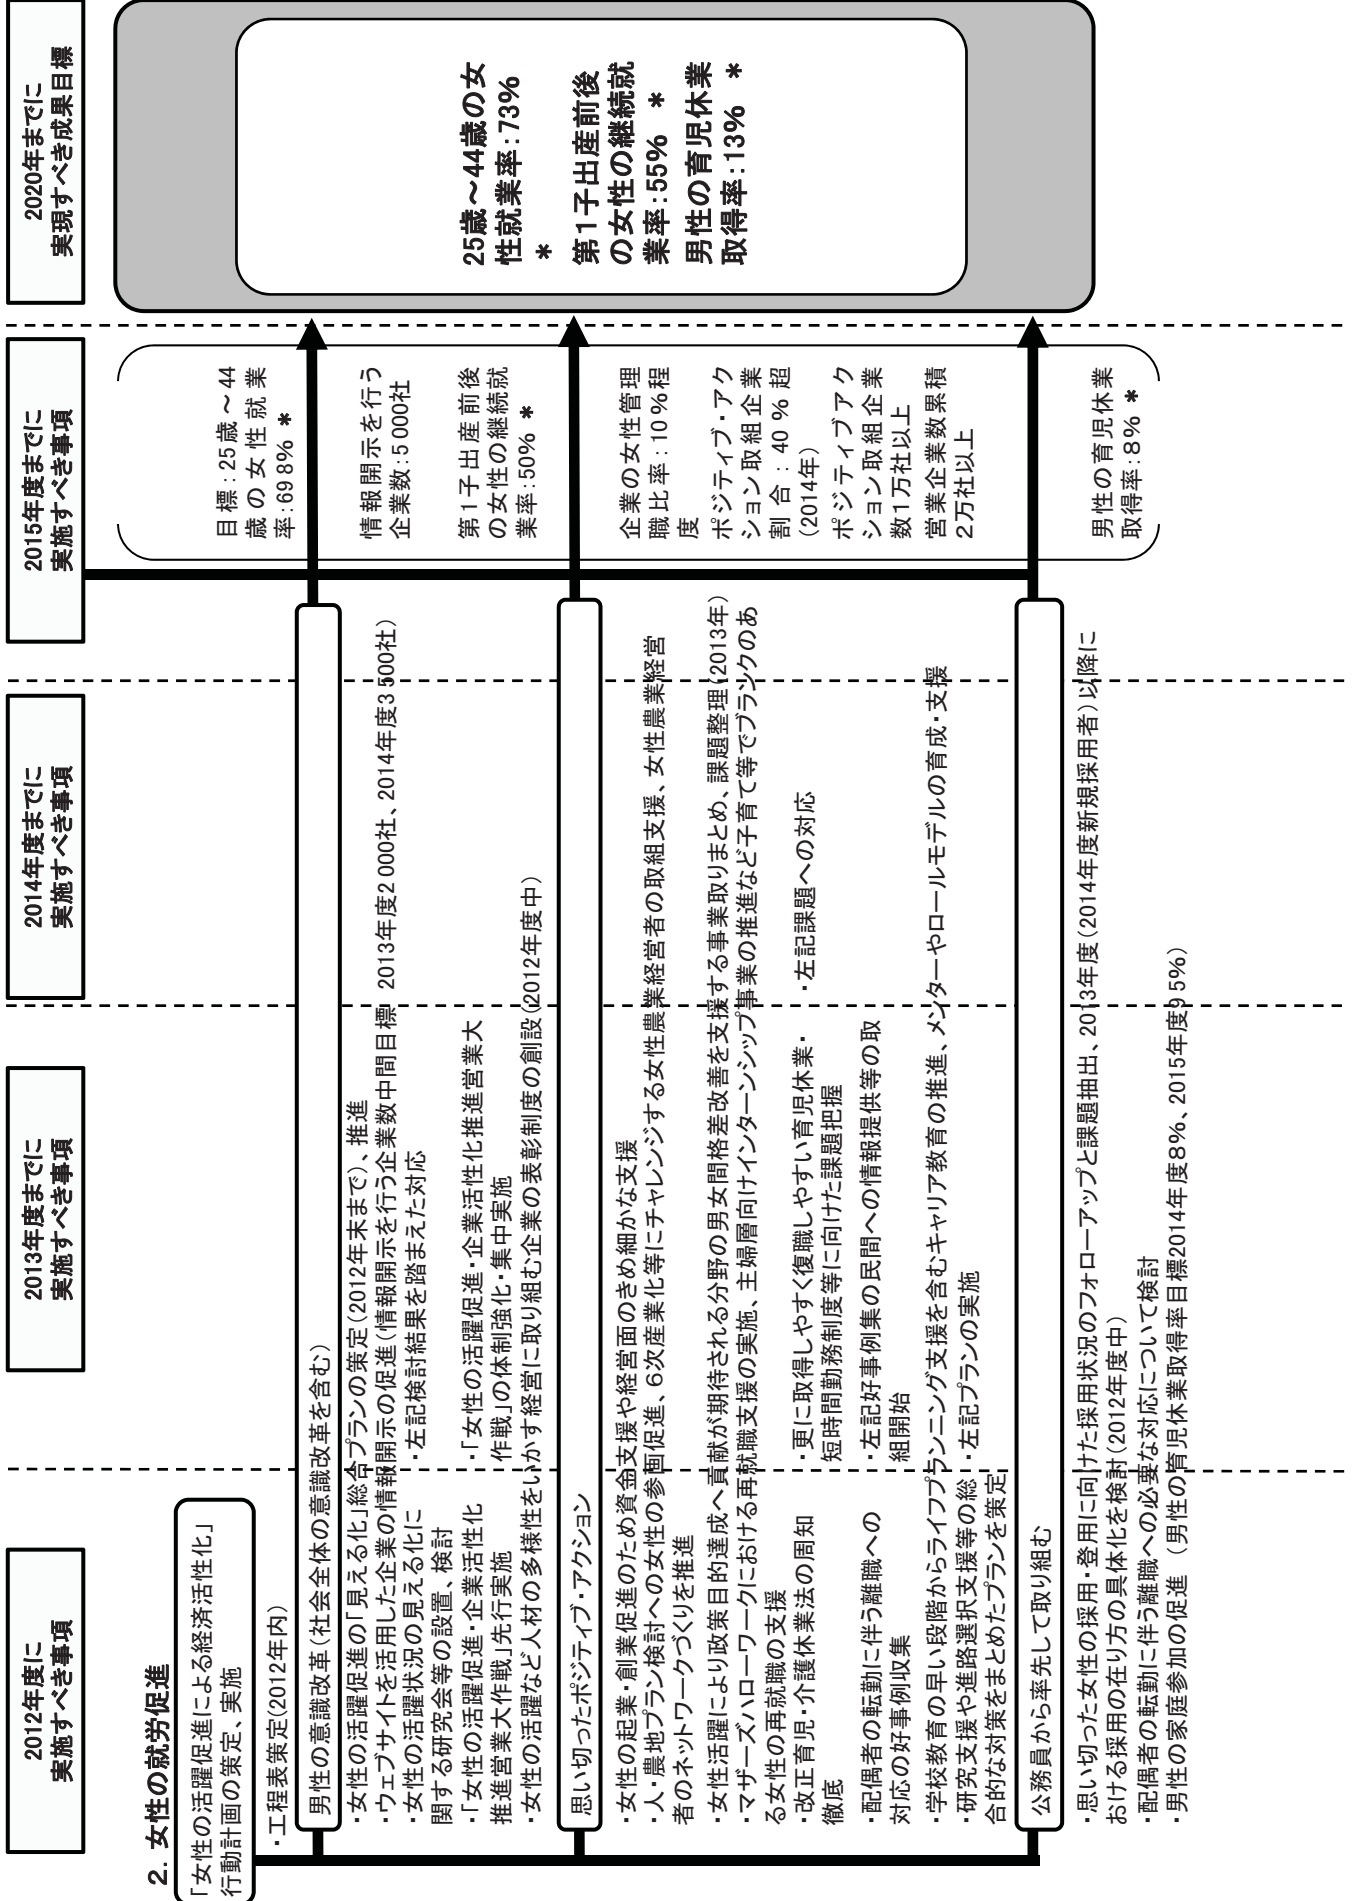 2012年度に
実施すべき事項
2013年度までに
実施すべき事項
2014年度までに
実施すべき事項
2015年度までに
実施すべき事項
2020年までに
実現すべき成果目標
2. 女性の就労促進
「女性の活躍促進による経済活性化」
行動計画の策定、実施
・工程表策定(2012年内)
男性の意識改革(社会全体の意識改革を含む)
・女性の活躍促進の「見える化」総合プランの策定(2012年末まで)、推進
・ウェブサイトを活用した企業の情報開示の促進(情報開示を行う企業数中間目標 2013年度2 000社、2014年度3 500社)
・女性の活躍状況の見える化に
関する研究会等の設置、検討
・左記検討結果を踏まえた対応
・「女性の活躍促進・企業活性化
推進営業大作戦」先行実施
・「女性の活躍促進・企業活性化推進営業大
作戦」の体制強化・集中実施
・女性の活躍など人材の多様性をいかす経営に取り組む企業の表彰制度の創設(2012年度中)
思い切ったポジティブ・アクション
・女性の起業・創業促進のため資金支援や経営面のきめ細かな支援
・人・農地プラン検討への女性の参画促進、6次産業化等にチャレンジする女性農業経営者の取組支援、女性農業経営
者のネットワークづくりを推進
・女性活躍により政策目的達成へ貢献が期待される分野の男女間格差改善を支援する事業取りまとめ、課題整理(2013年)
・マザーズハローワークにおける再就職支援の実施、主婦層向けインターンシップ事業の推進など子育て等でブランクのあ
る女性の再就職の支援
・改正育児・介護休業法の周知
徹底
・更に取得しやすく復職しやすい育児休業・
短時間勤務制度等に向けた課題把握
・左記課題への対応
・配偶者の転勤に伴う離職への
対応の好事例収集
・左記好事例集の民間への情報提供等の取
組開始
・学校教育の早い段階からライフプランニング支援を含むキャリア教育の推進、メンターやロールモデルの育成・支援
・研究支援や進路選択支援等の総
合的な対策をまとめたプランを策定
・左記プランの実施
公務員から率先して取り組む
・思い切った女性の採用・登用に向けた採用状況のフォローアップと課題抽出、2013年度(2014年度新規採用者)以降に
おける採用の在り方の具体化を検討(2012年度中)
・配偶者の転勤に伴う離職への必要な対応について検討
・男性の家庭参加の促進 (男性の育児休業取得率目標2014年度8%、2015年度9 5%)
目標:25歳~44
歳の女性就業
率:69 8% *
情報開示を行う
企業数:5 000社
第1子出産前後
の女性の継続就
業率:50% *
企業の女性管理
職比率:10%程
度
ポジティブ・アク
ション取組企業
割合:40%超
(2014年)
ポジティブアク
ション取組企業
数1万社以上
営業企業数累積
2万社以上
男性の育児休業
取得率:8% *
25歳~44歳の女
性就業率:73%
*
第1子出産前後
の女性の継続就
業率:55% *
男性の育児休業
取得率:13% *